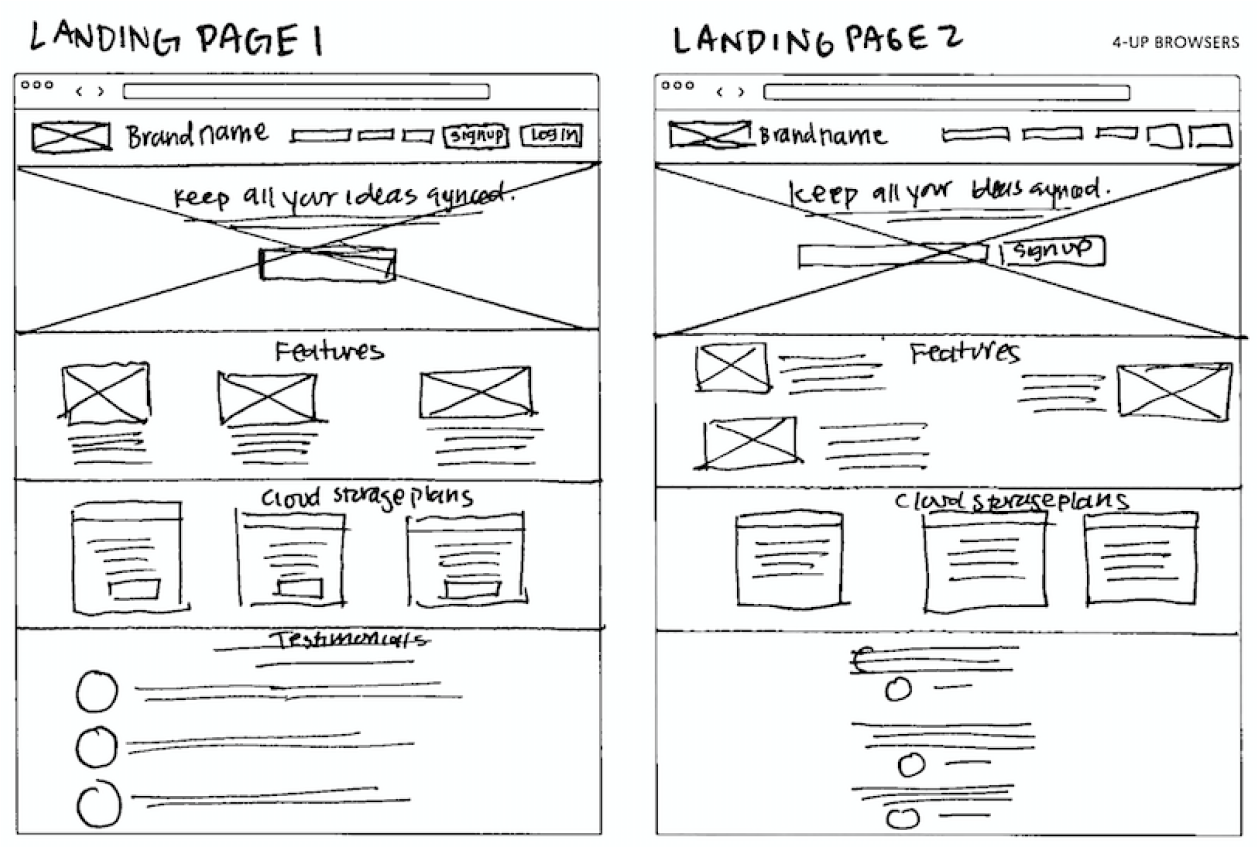 LANDING PAGE 1
Brandname
signup
Log in
keep all your ideas synced.
Features
Cloud storage plans
Testimonials
LANDING PAGE 2
4-UP BROWSERS
Brandname
keep all your ideas synced.
sign up
Features
Cloud storage plans